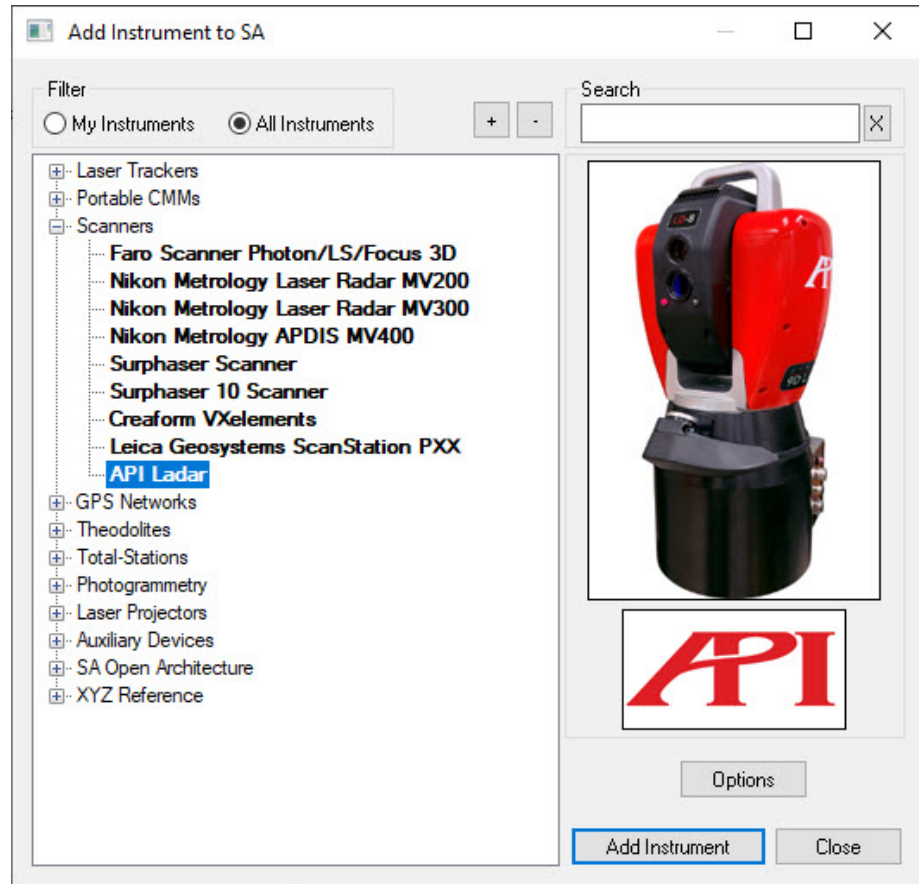 Add Instrument to SA
Filter
My Instruments
All Instruments
+
-
Search
X
Laser Trackers
Portable CMMs
Scanners
Faro Scanner Photon/LS/Focus 3D
Nikon Metrology Laser Radar MV200
Nikon Metrology Laser Radar MV300
Nikon Metrology APDIS MV400
Surphaser Scanner
Surphaser 10 Scanner
Creaform VXelements
Leica Geosystems ScanStation PXX
API Ladar
GPS Networks
Theodolites
Total-Stations
Photogrammetry
Laser Projectors
Auxiliary Devices
SA Open Architecture
XYZ Reference
LD-8
API
API
Options
Add Instrument
Close